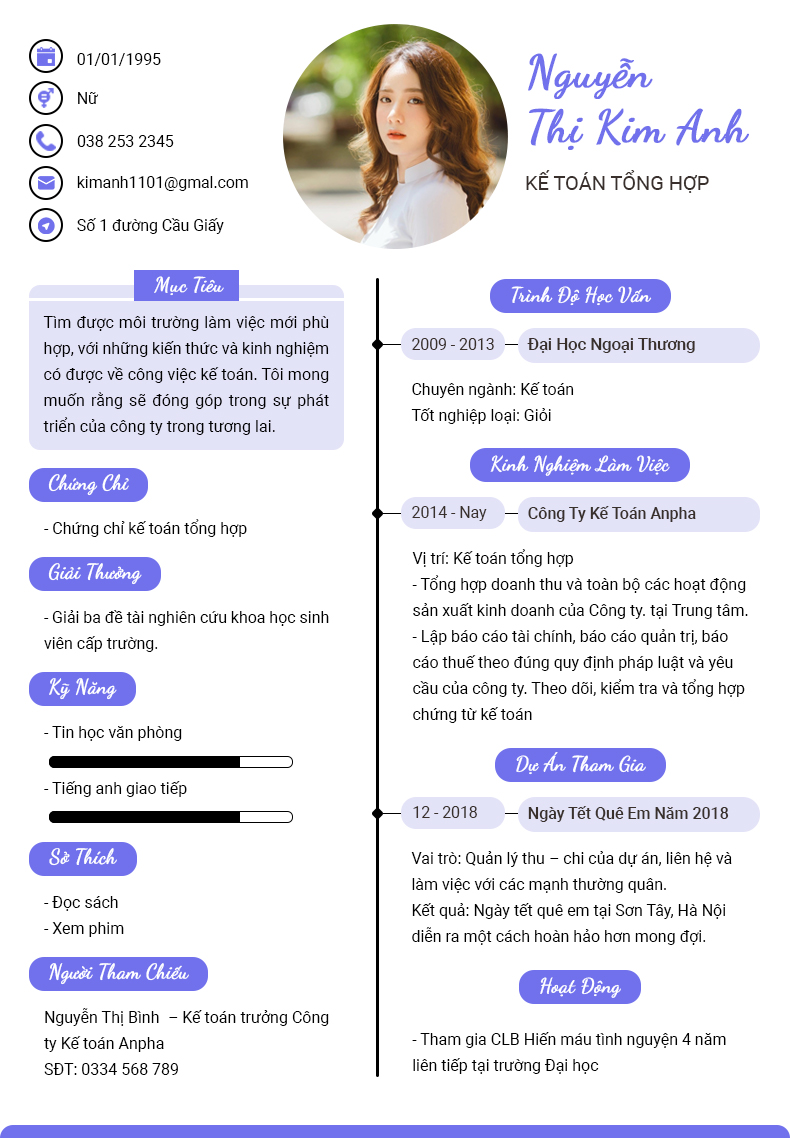 01/01/1995
Nữ
038 253 2345
kimanh1101@gmal.com
Số 1 đường Cầu Giấy
Nguyễn
Thị Kim Anh
KẾ TOÁN TỔNG HỢP
Mục Tiêu
Tìm được môi trường làm việc mới phù
hợp, với những kiến thức và kinh nghiệm
có được về công việc kế toán. Tôi mong
muốn rằng sẽ đóng góp trong sự phát
triển của công ty trong tương lai.
Chứng Chỉ
- Chứng chỉ kế toán tổng hợp
Giải Thưởng
- Giải ba đề tài nghiên cứu khoa học sinh
viên cấp trường.
Kỹ Năng
- Tin học văn phòng
- Tiếng anh giao tiếp
Sở Thích
- Đọc sách
- Xem phim
Người Tham Chiếu
Nguyễn Thị Bình – Kế toán trưởng Công
ty Kế toán Anpha
SĐT: 0334 568 789
Trình Độ Học Vấn
2009 - 2013 Đại Học Ngoại Thương
Chuyên ngành: Kế toán
Tốt nghiệp loại: Giỏi
Kinh Nghiệm Làm Việc
2014 - Nay Công Ty Kế Toán Anpha
Vị trí: Kế toán tổng hợp
- Tổng hợp doanh thu và toàn bộ các hoạt động
sản xuất kinh doanh của Công ty. tại Trung tâm.
- Lập báo cáo tài chính, báo cáo quản trị, báo
cáo thuế theo đúng quy định pháp luật và yêu
cầu của công ty. Theo dõi, kiểm tra và tổng hợp
chứng từ kế toán
Dự Án Tham Gia
12 - 2018 Ngày Tết Quê Em Năm 2018
Vai trò: Quản lý thu – chi của dự án, liên hệ và
làm việc với các mạnh thường quân.
Kết quả: Ngày tết quê em tại Sơn Tây, Hà Nội
diễn ra một cách hoàn hảo hơn mong đợi.
Hoạt Động
- Tham gia CLB Hiến máu tình nguyện 4 năm
liên tiếp tại trường Đại học